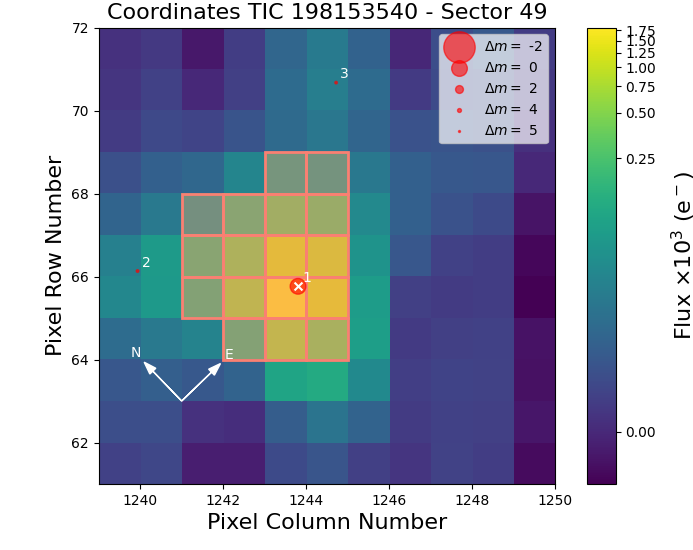 Coordinates TIC 198153540 - Sector 49
72
70
68
66
64
62
Pixel Row Number
1240
1242
1244
1246
1248
1250
Pixel Column Number
Δm = -2
Δm = 0
Δm = 2
Δm = 4
Δm = 5
3
2
1
N
E
1.75
1.50
1.25
1.00
0.75
0.50
0.25
0.00
Flux ×10³ (e⁻)